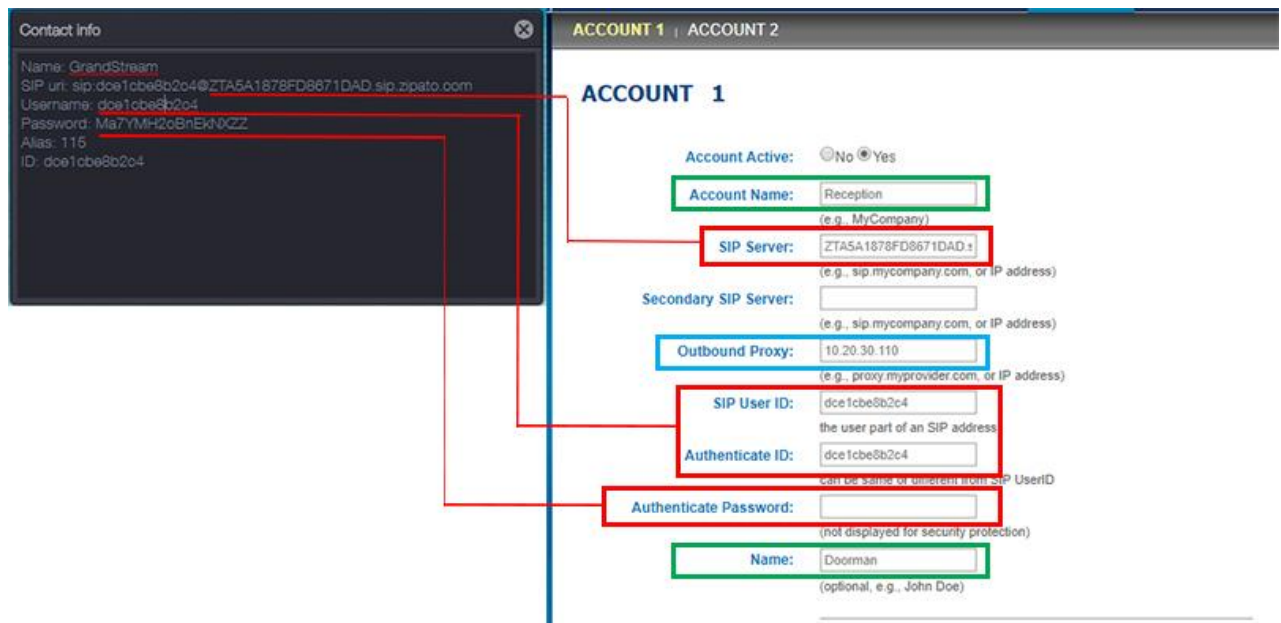 Contact info
Name: GrandStream
SIP uri: sip:dce1cbe8b2c4@ZTA5A1878FD8671DAD.sip.zipato.com
Username: dce1cbe8b2c4
Password: Ma7YMH2oBnEkNXZZ
Alias: 115
ID: dce1cbe8b2c4
ACCOUNT 1 | ACCOUNT 2
ACCOUNT 1
Account Active: No Yes
Account Name: Reception
(e.g., MyCompany)
SIP Server: ZTA5A1878FD8671DAD.s
(e.g., sip.mycompany.com, or IP address)
Secondary SIP Server:
(e.g., sip.mycompany.com, or IP address)
Outbound Proxy: 10.20.30.110
(e.g., proxy.myprovider.com, or IP address)
SIP User ID: dce1cbe8b2c4
the user part of an SIP address
Authenticate ID: dce1cbe8b2c4
can be same or different from SIP UserID
Authenticate Password:
(not displayed for security protection)
Name: Doorman
(optional, e.g., John Doe)